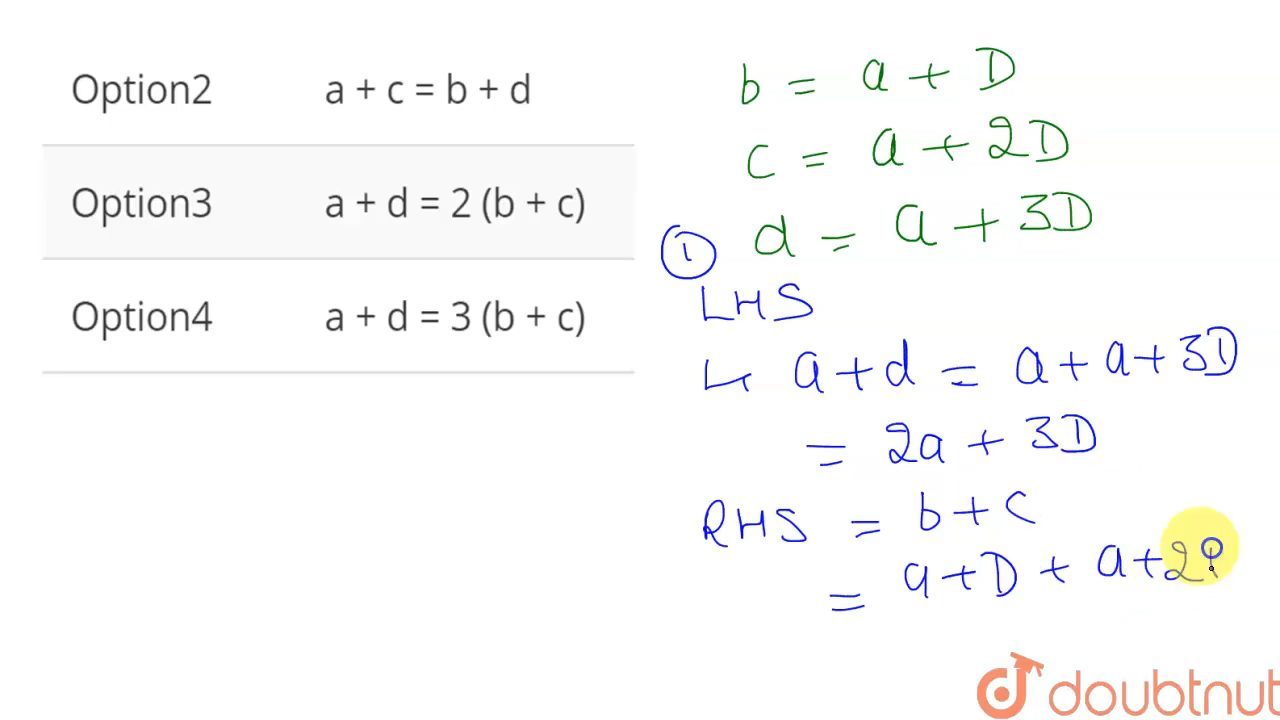 Option2 a + c = b + d
Option3 a + d = 2 (b + c)
Option4 a + d = 3 (b + c)
b = a + D
c = a + 2D
d = a + 3D
①
LHS
↳ a + d = a + a + 3D
= 2a + 3D
RHS = b + c
= a + D + a + 2
doubtnut